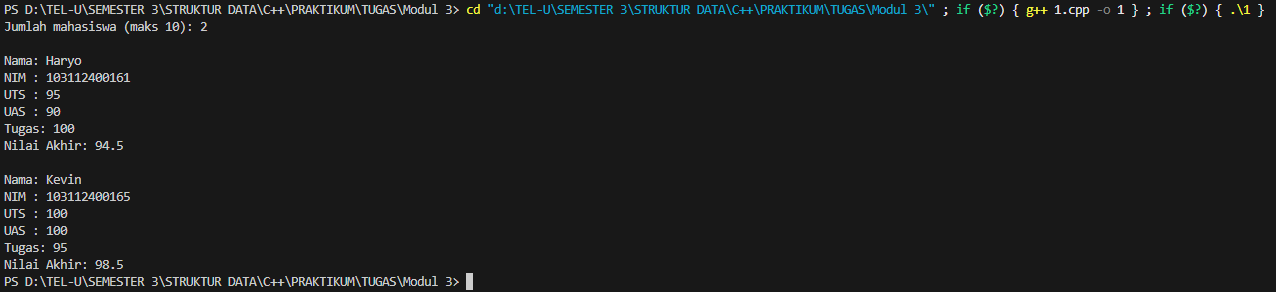 PS D:\TEL-U\SEMESTER 3\STRUKTUR DATA\C++\PRAKTIKUM\TUGAS\Modul 3> cd "d:\TEL-U\SEMESTER 3\STRUKTUR DATA\C++\PRAKTIKUM\TUGAS\Modul 3\" ; if ($?) { g++ 1.cpp -o 1 } ; if ($?) { .\1 }
Jumlah mahasiswa (maks 10): 2
Nama: Haryo
NIM : 103112400161
UTS : 95
UAS : 90
Tugas: 100
Nilai Akhir: 94.5
Nama: Kevin
NIM : 103112400165
UTS : 100
UAS : 100
Tugas: 95
Nilai Akhir: 98.5
PS D:\TEL-U\SEMESTER 3\STRUKTUR DATA\C++\PRAKTIKUM\TUGAS\Modul 3>